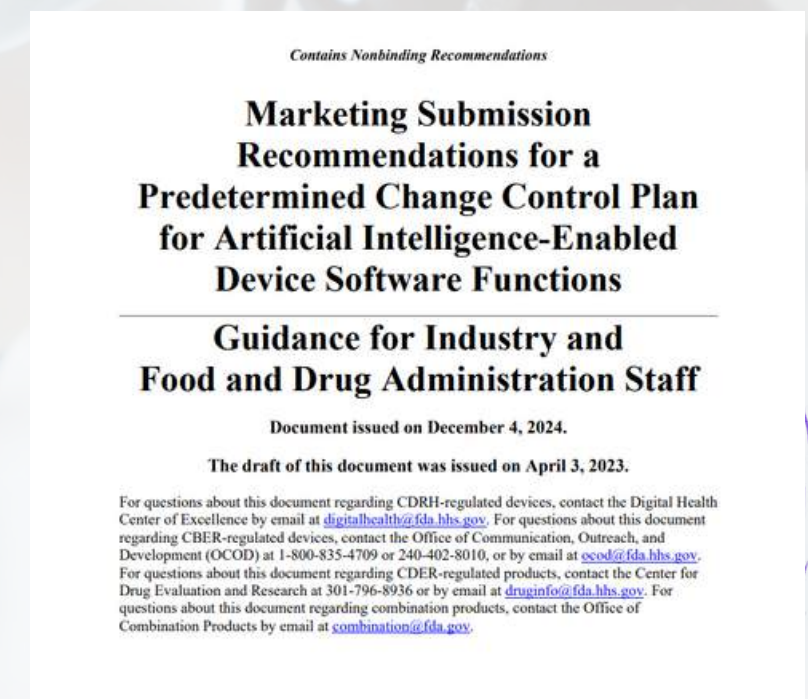 Contains Nonbinding Recommendations
Marketing Submission
Recommendations for a
Predetermined Change Control Plan
for Artificial Intelligence-Enabled
Device Software Functions
Guidance for Industry and
Food and Drug Administration Staff
Document issued on December 4, 2024.
The draft of this document was issued on April 3, 2023.
For questions about this document regarding CDRH-regulated devices, contact the Digital Health
Center of Excellence by email at digitalhealth@fda.hhs.gov. For questions about this document
regarding CBER-regulated devices, contact the Office of Communication, Outreach, and
Development (OCOD) at 1-800-835-4709 or 240-402-8010, or by email at ocod@fda.hhs.gov.
For questions about this document regarding CDER-regulated products, contact the Center for
Drug Evaluation and Research at 301-796-8936 or by email at druginfo@fda.hhs.gov. For
questions about this document regarding combination products, contact the Office of
Combination Products by email at combination@fda.gov.